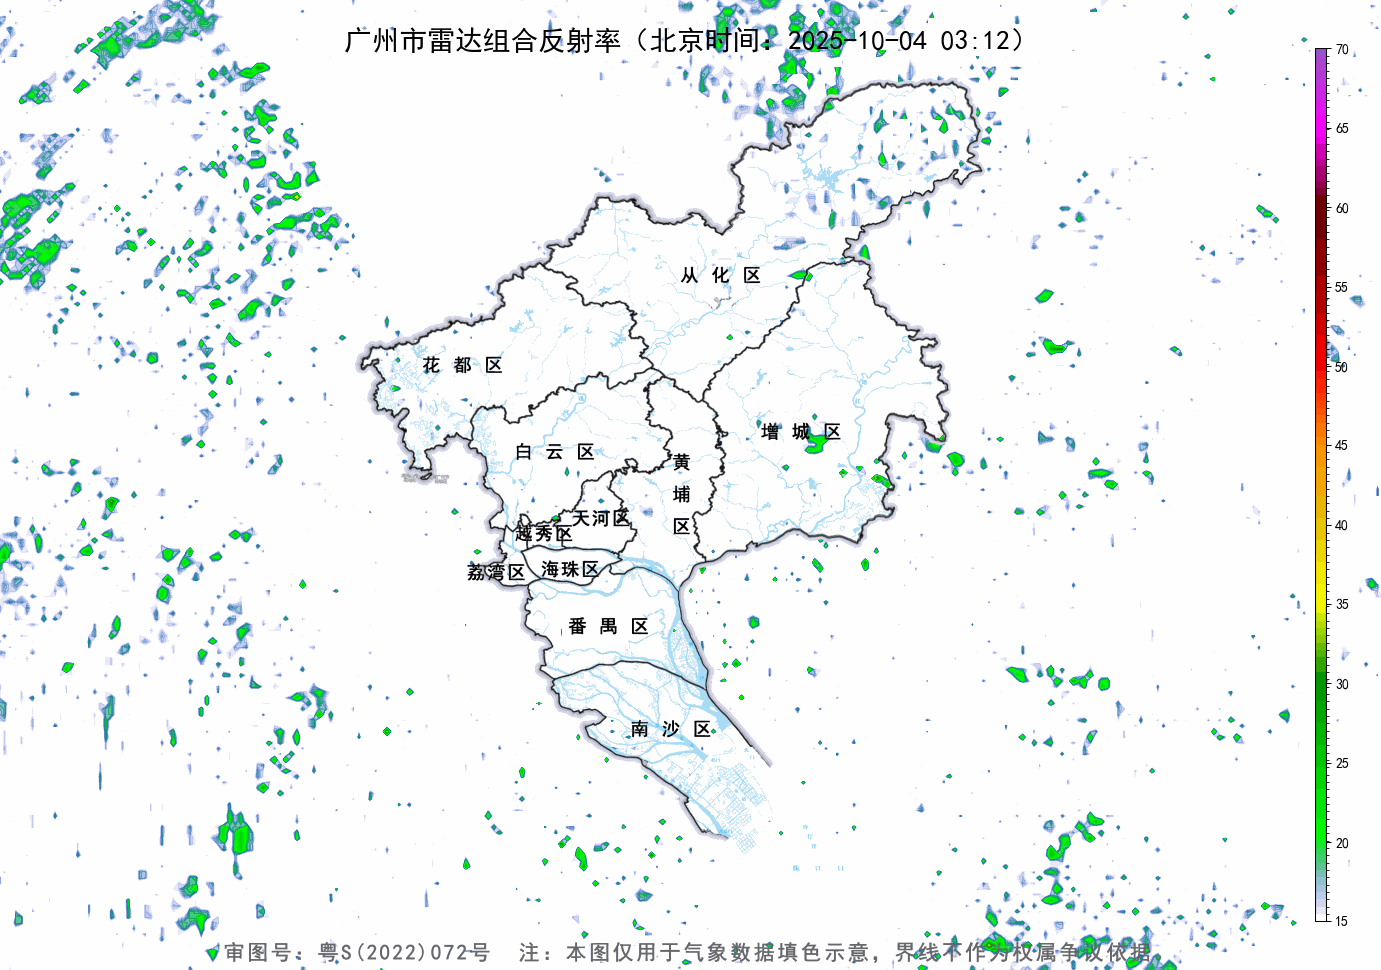 广州市雷达组合反射率（北京时间：2025-10-04 03:12）
70
65
60
55
50
45
40
35
30
25
20
15
从化区
花都区
增城区
白云区
黄埔区
天河区
越秀区
荔湾区
海珠区
番禺区
南沙区
审图号：粤S(2022)072号 注：本图仅用于气象数据填色示意，界线不作为权属争议依据。